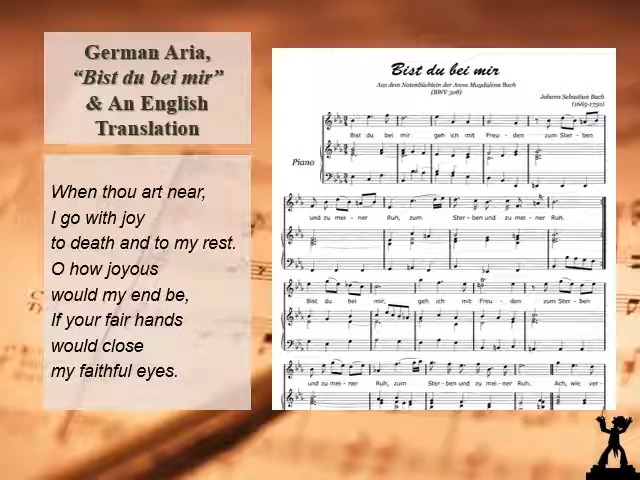 German Aria,
“Bist du bei mir”
& An English
Translation
When thou art near,
I go with joy
to death and to my rest.
O how joyous
would my end be,
If your fair hands
would close
my faithful eyes.
Bist du bei mir
Aus dem Notenbüchlein der Anna Magdalena Bach
(BWV 508)
Johann Sebastian Bach
(1685-1750)
Bist du bei mir geh ich mit Freu - den zum Ster - ben
Piano
und zu mei - ner Ruh, zum Ster - ben und zu mei - ner Ruh.
Bist du bei mir, geh ich mit Freu - den zum Ster - ben
und zu mei - ner Ruh, zum Ster - ben und zu mei - ner Ruh. Ach, wie ver -